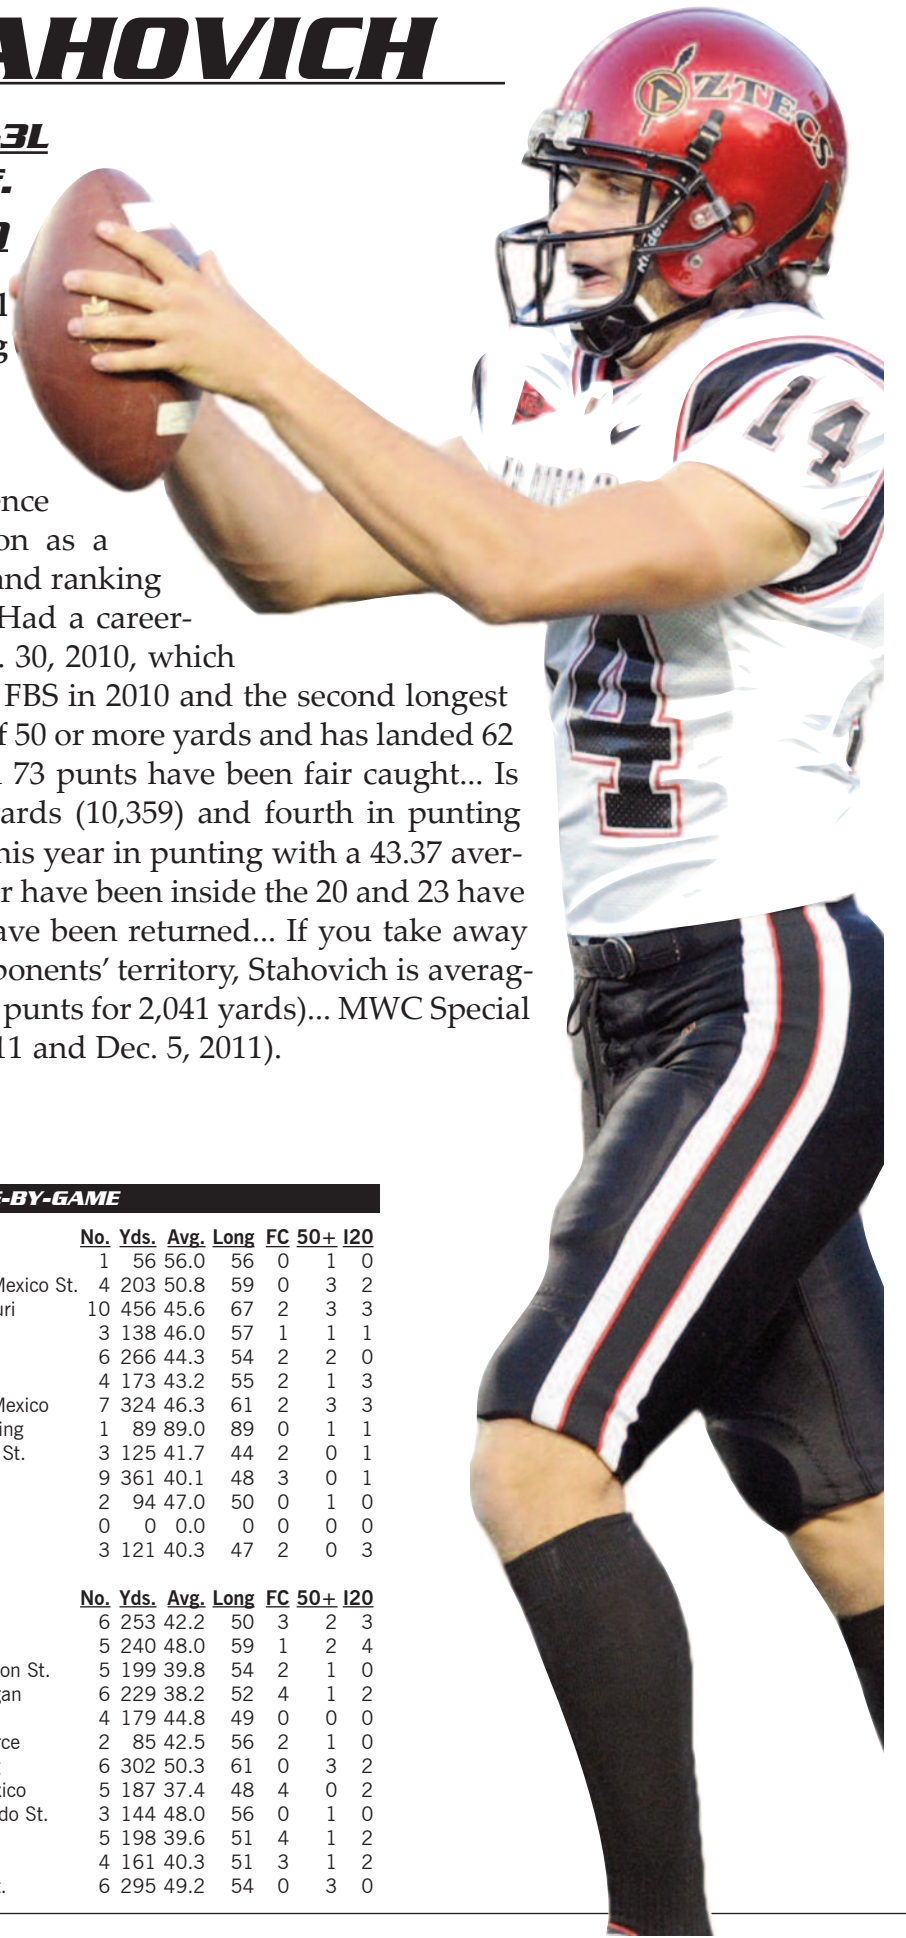 AHOVICH
3L
1
g
ence
on as a
and ranking
Had a career-
. 30, 2010, which
FBS in 2010 and the second longest
f 50 or more yards and has landed 62
73 punts have been fair caught... Is
ards (10,359) and fourth in punting
his year in punting with a 43.37 aver-
r have been inside the 20 and 23 have
ave been returned... If you take away
ponents' territory, Stahovich is averag-
punts for 2,041 yards)... MWC Special
11 and Dec. 5, 2011).
AZTECS
14
4
E-BY-GAME
No. Yds. Avg. Long FC 50+ I20
1 56 56.0 56 0 1 0
Mexico St. 4 203 50.8 59 0 3 2
uri 10 456 45.6 67 2 3 3
3 138 46.0 57 1 1 1
6 266 44.3 54 2 2 0
4 173 43.2 55 2 1 3
Mexico 7 324 46.3 61 2 3 3
ing 1 89 89.0 89 0 1 1
St. 3 125 41.7 44 2 0 1
9 361 40.1 48 3 0 1
2 94 47.0 50 0 1 0
0 0 0.0 0 0 0 0
3 121 40.3 47 2 0 3
No. Yds. Avg. Long FC 50+ I20
6 253 42.2 50 3 2 3
5 240 48.0 59 1 2 4
on St. 5 199 39.8 54 2 1 0
gan 6 229 38.2 52 4 1 2
4 179 44.8 49 0 0 0
rce 2 85 42.5 56 2 1 0
6 302 50.3 61 0 3 2
xico 5 187 37.4 48 4 0 2
do St. 3 144 48.0 56 0 1 0
5 198 39.6 51 4 1 2
4 161 40.3 51 3 1 2
t. 6 295 49.2 54 0 3 0